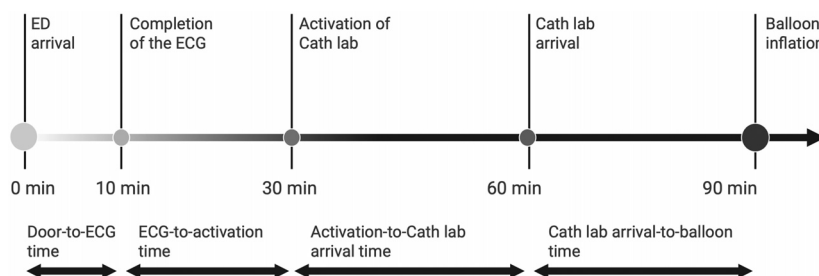 ED
arrival
Completion
of the ECG
Activation of
Cath lab
Cath lab
arrival
Balloon
inflation
0 min
10 min
30 min
60 min
90 min
Door-to-ECG
time
ECG-to-activation
time
Activation-to-Cath lab
arrival time
Cath lab arrival-to-balloon
time